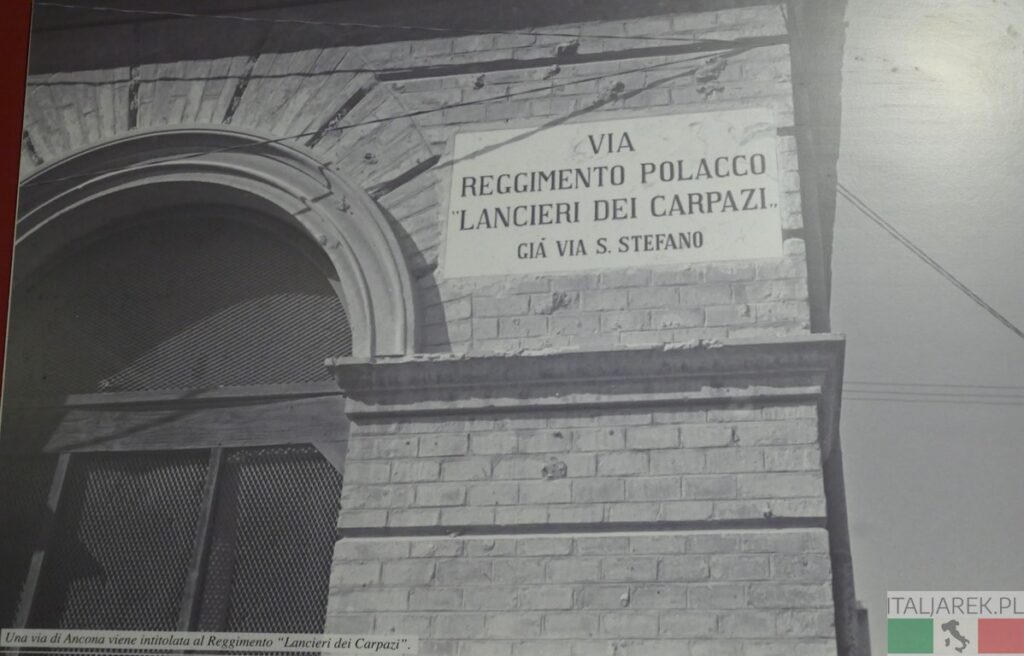 VIA
REGGIMENTO POLACCO
"LANCIERI DEI CARPAZI„
GIÁ VIA S. STEFANO
Una via di Ancona viene intitolata al Reggimento "Lancieri dei Carpazi".
ITALJAREK.PL